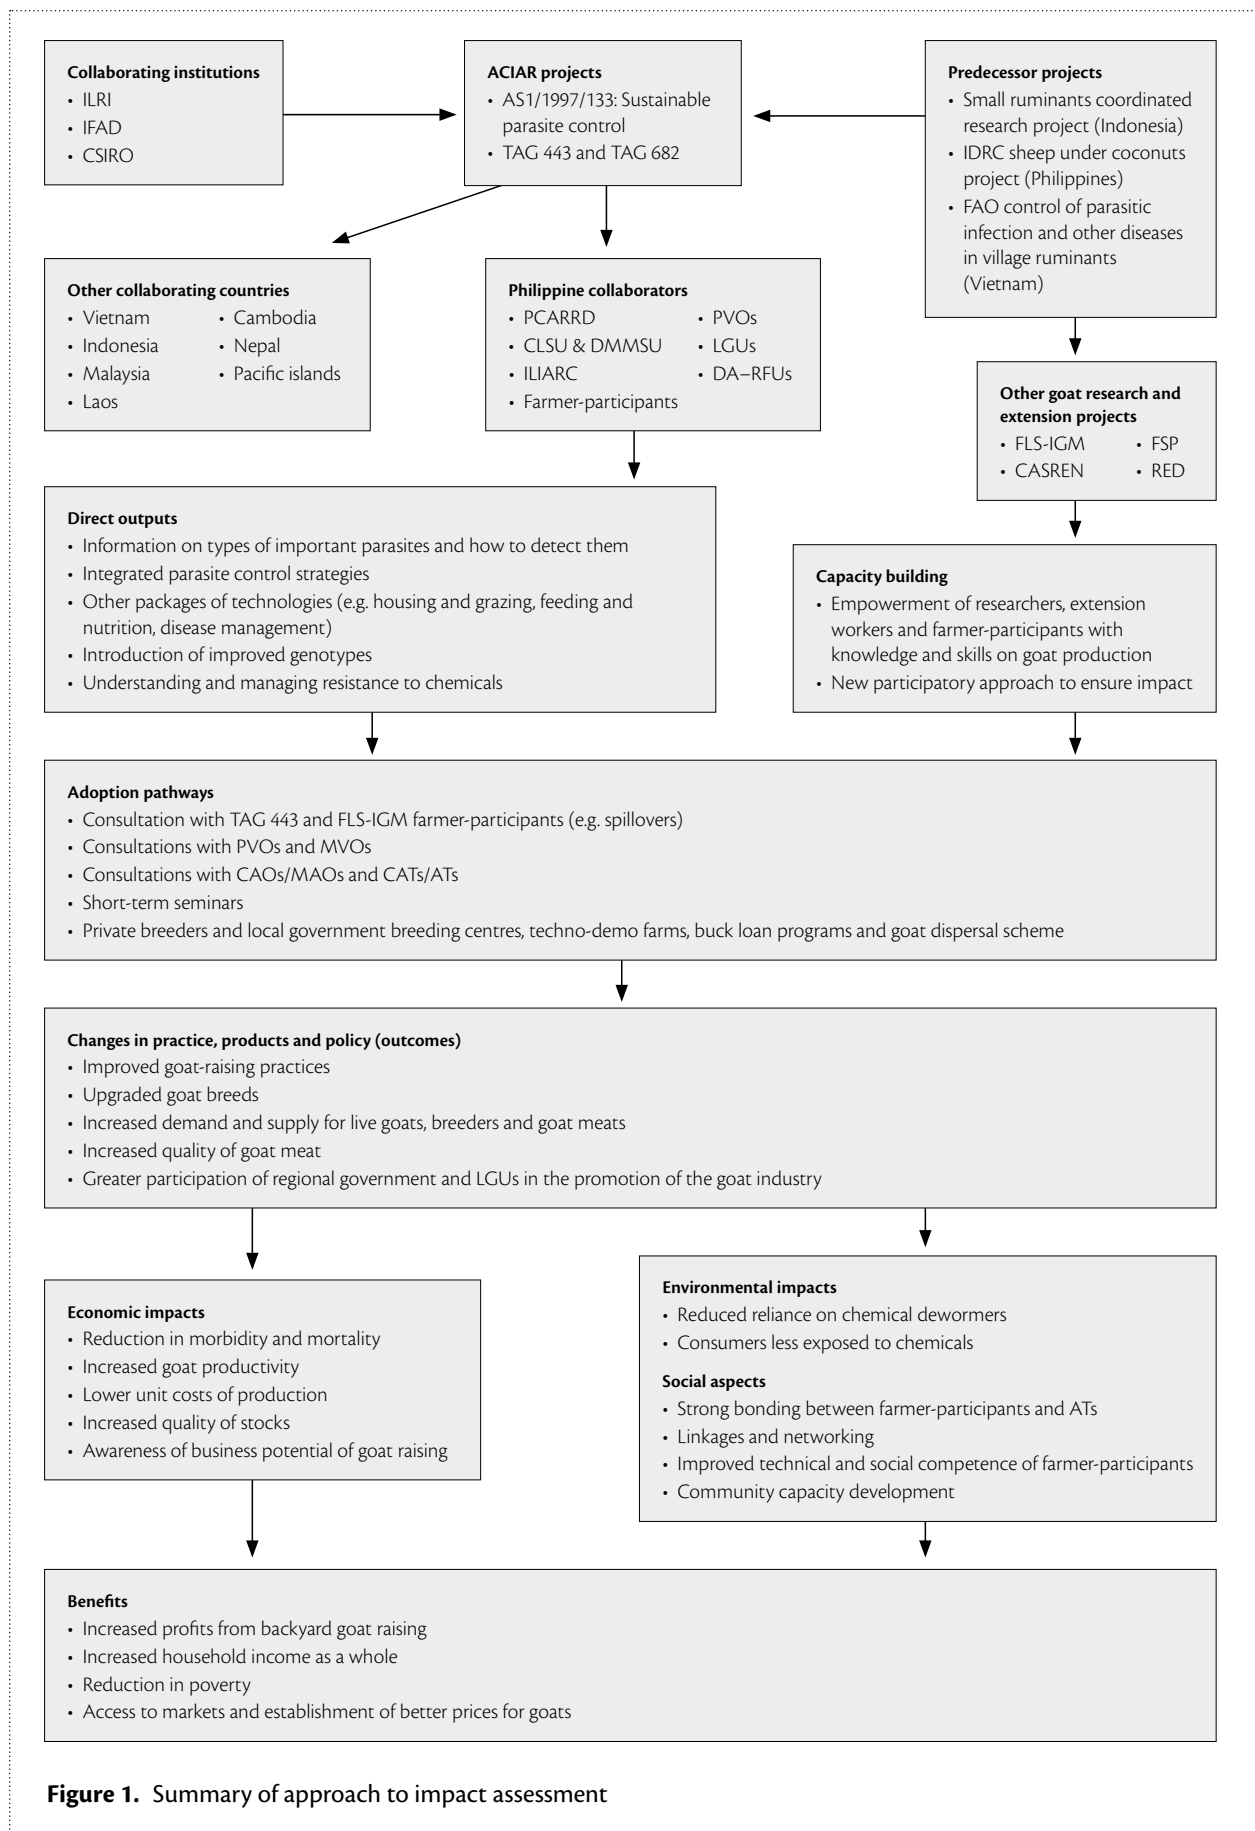 Collaborating institutions
• ILRI
• IFAD
• CSIRO
ACIAR projects
• AS1/1997/133: Sustainable
parasite control
• TAG 443 and TAG 682
Predecessor projects
• Small ruminants coordinated
research project (Indonesia)
• IDRC sheep under coconuts
project (Philippines)
• FAO control of parasitic
infection and other diseases
in village ruminants
(Vietnam)
Other collaborating countries
• Vietnam
• Indonesia
• Malaysia
• Laos
• Cambodia
• Nepal
• Pacific islands
Philippine collaborators
• PCARRD
• CLSU & DMMSU
• ILIARC
• Farmer-participants
• PVOs
• LGUs
• DA–RFUs
Other goat research and
extension projects
• FLS-IGM
• CASREN
• FSP
• RED
Direct outputs
• Information on types of important parasites and how to detect them
• Integrated parasite control strategies
• Other packages of technologies (e.g. housing and grazing, feeding and
nutrition, disease management)
• Introduction of improved genotypes
• Understanding and managing resistance to chemicals
Capacity building
• Empowerment of researchers, extension
workers and farmer-participants with
knowledge and skills on goat production
• New participatory approach to ensure impact
Adoption pathways
• Consultation with TAG 443 and FLS-IGM farmer-participants (e.g. spillovers)
• Consultations with PVOs and MVOs
• Consultations with CAOs/MAOs and CATs/ATs
• Short-term seminars
• Private breeders and local government breeding centres, techno-demo farms, buck loan programs and goat dispersal scheme
Changes in practice, products and policy (outcomes)
• Improved goat-raising practices
• Upgraded goat breeds
• Increased demand and supply for live goats, breeders and goat meats
• Increased quality of goat meat
• Greater participation of regional government and LGUs in the promotion of the goat industry
Economic impacts
• Reduction in morbidity and mortality
• Increased goat productivity
• Lower unit costs of production
• Increased quality of stocks
• Awareness of business potential of goat raising
Environmental impacts
• Reduced reliance on chemical dewormers
• Consumers less exposed to chemicals
Social aspects
• Strong bonding between farmer-participants and ATs
• Linkages and networking
• Improved technical and social competence of farmer-participants
• Community capacity development
Benefits
• Increased profits from backyard goat raising
• Increased household income as a whole
• Reduction in poverty
• Access to markets and establishment of better prices for goats
Figure 1. Summary of approach to impact assessment